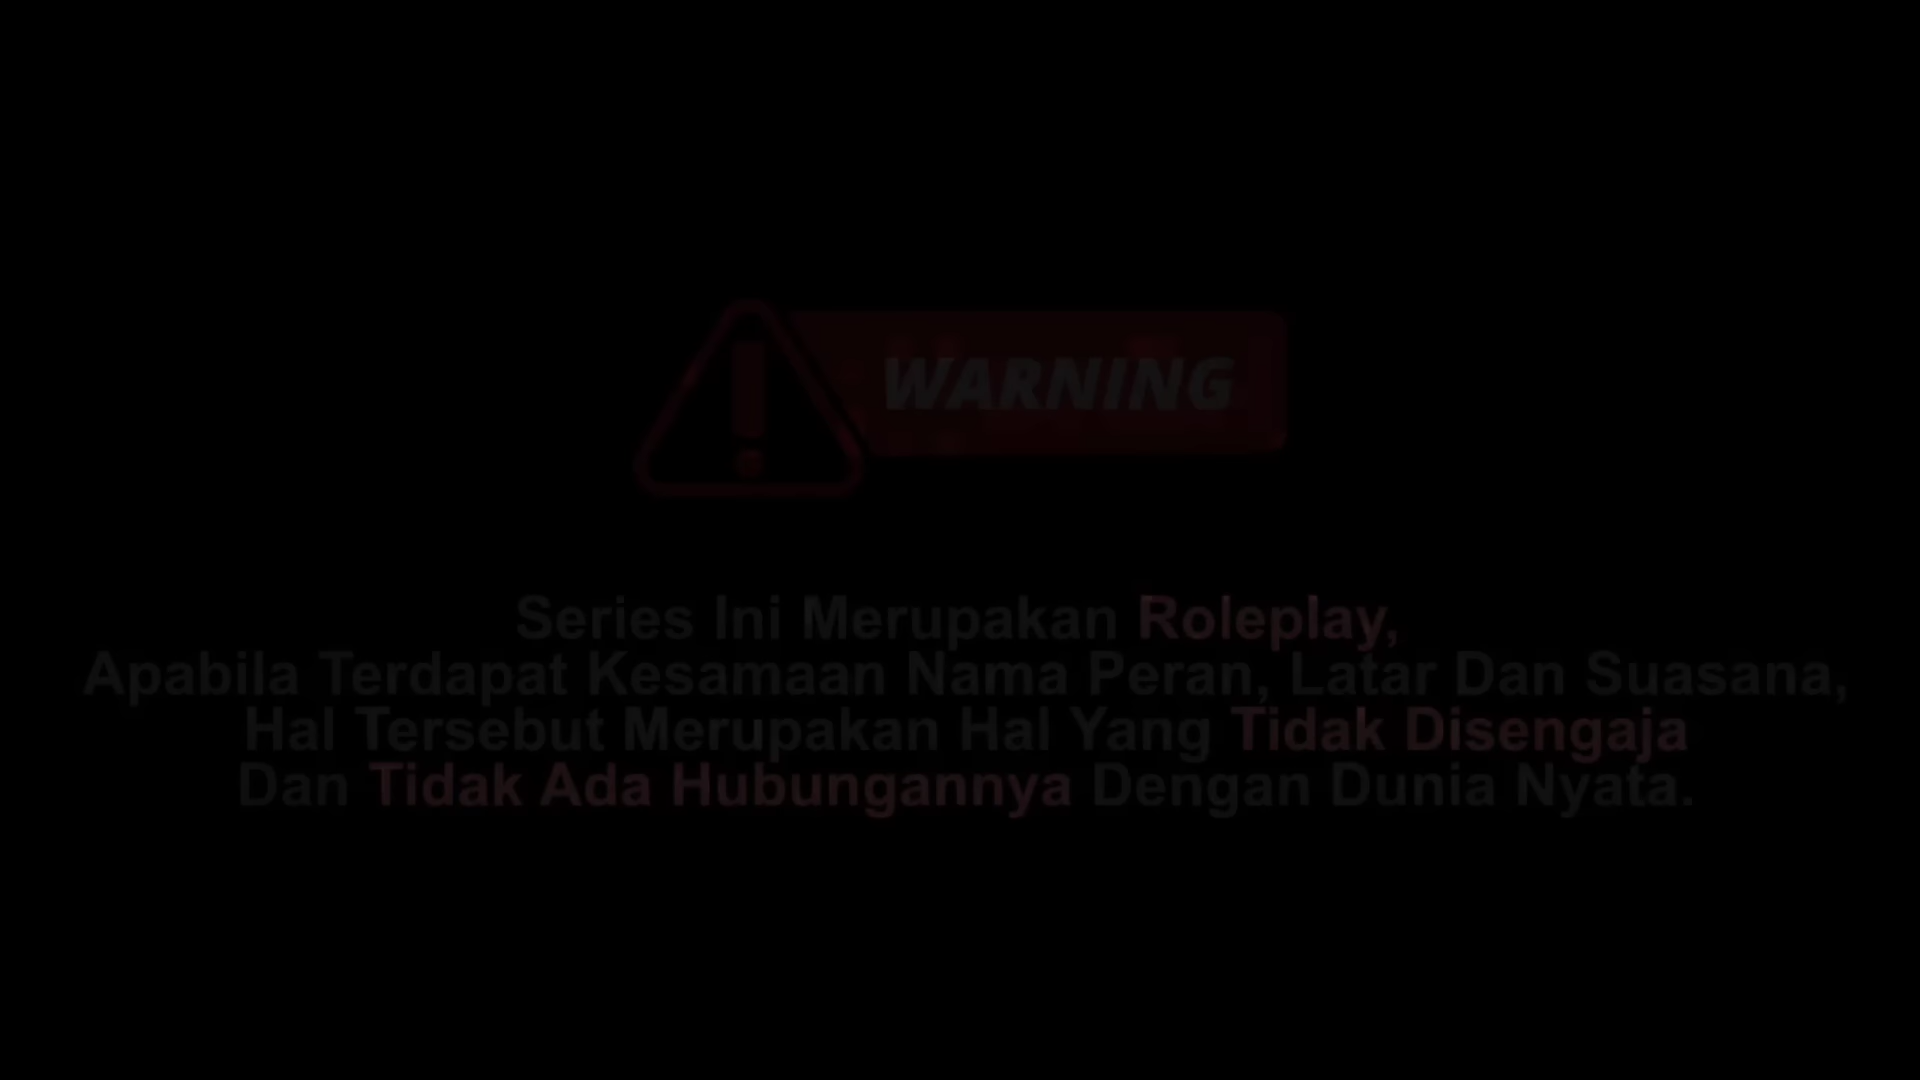 WARNING
Series Ini Merupakan Roleplay,
Apabila Terdapat Kesamaan Nama Peran, Latar Dan Suasana,
Hal Tersebut Merupakan Hal Yang Tidak Disengaja
Dan Tidak Ada Hubungannya Dengan Dunia Nyata.